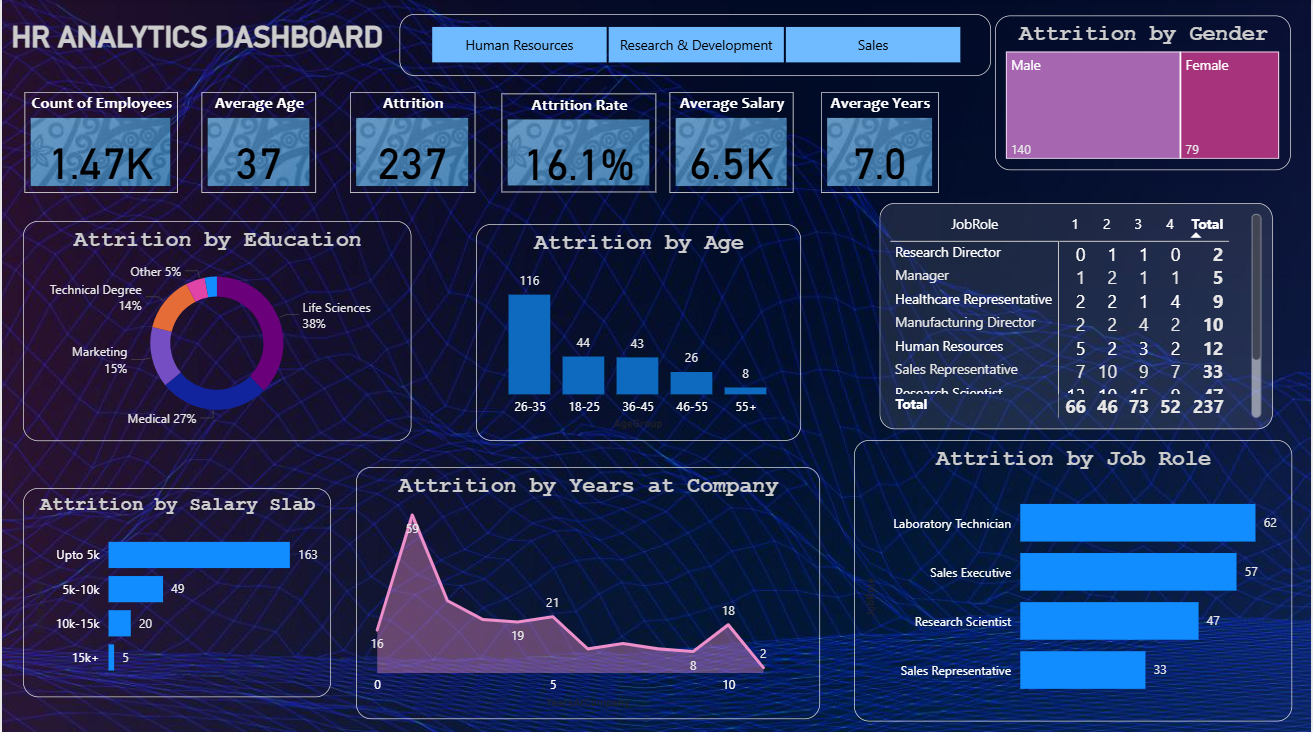 HR ANALYTICS DASHBOARD
Human Resources
Research & Development
Sales
Attrition by Gender
Male
Female
140
79
Count of Employees
1.47K
Average Age
37
Attrition
237
Attrition Rate
16.1%
Average Salary
6.5K
Average Years
7.0
Attrition by Education
Other 5%
Technical Degree
14%
Life Sciences
38%
Marketing
15%
Medical 27%
Attrition by Age
116
44
43
26
8
26-35
18-25
36-45
46-55
55+
AgeGroup
JobRole 1 2 3 4 Total
Research Director 0 1 1 0 2
Manager 1 2 1 1 5
Healthcare Representative 2 2 1 4 9
Manufacturing Director 2 2 4 2 10
Human Resources 5 2 3 2 12
Sales Representative 7 10 9 7 33
Research Scientist
Total 66 46 73 52 237
Attrition by Salary Slab
Upto 5k 163
5k-10k 49
10k-15k 20
15k+ 5
Attrition by Years at Company
59
16
19
21
8
18
2
0
5
10
Attrition by Job Role
Laboratory Technician 62
Sales Executive 57
Research Scientist 47
Sales Representative 33